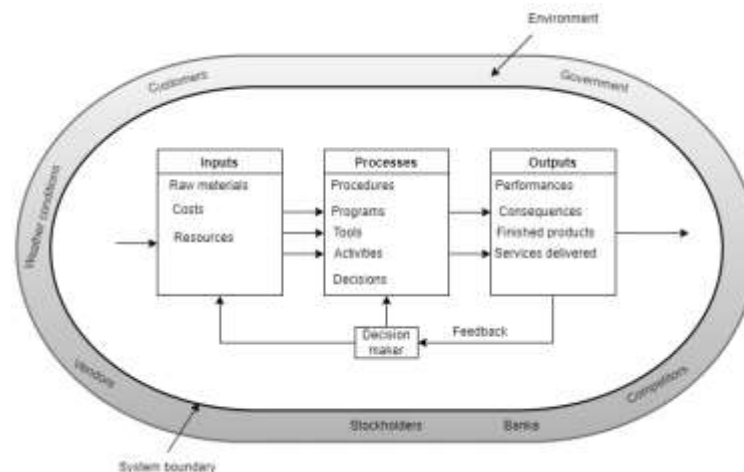 Environment
Customers
Government
Weather conditions
Inputs
Raw materials
Costs
Resources
Processes
Procedures
Programs
Tools
Activities
Decisions
Outputs
Performances
Consequences
Finished products
Services delivered
Decision
maker
Feedback
Vendors
Competitors
Stockholders
Banks
System boundary